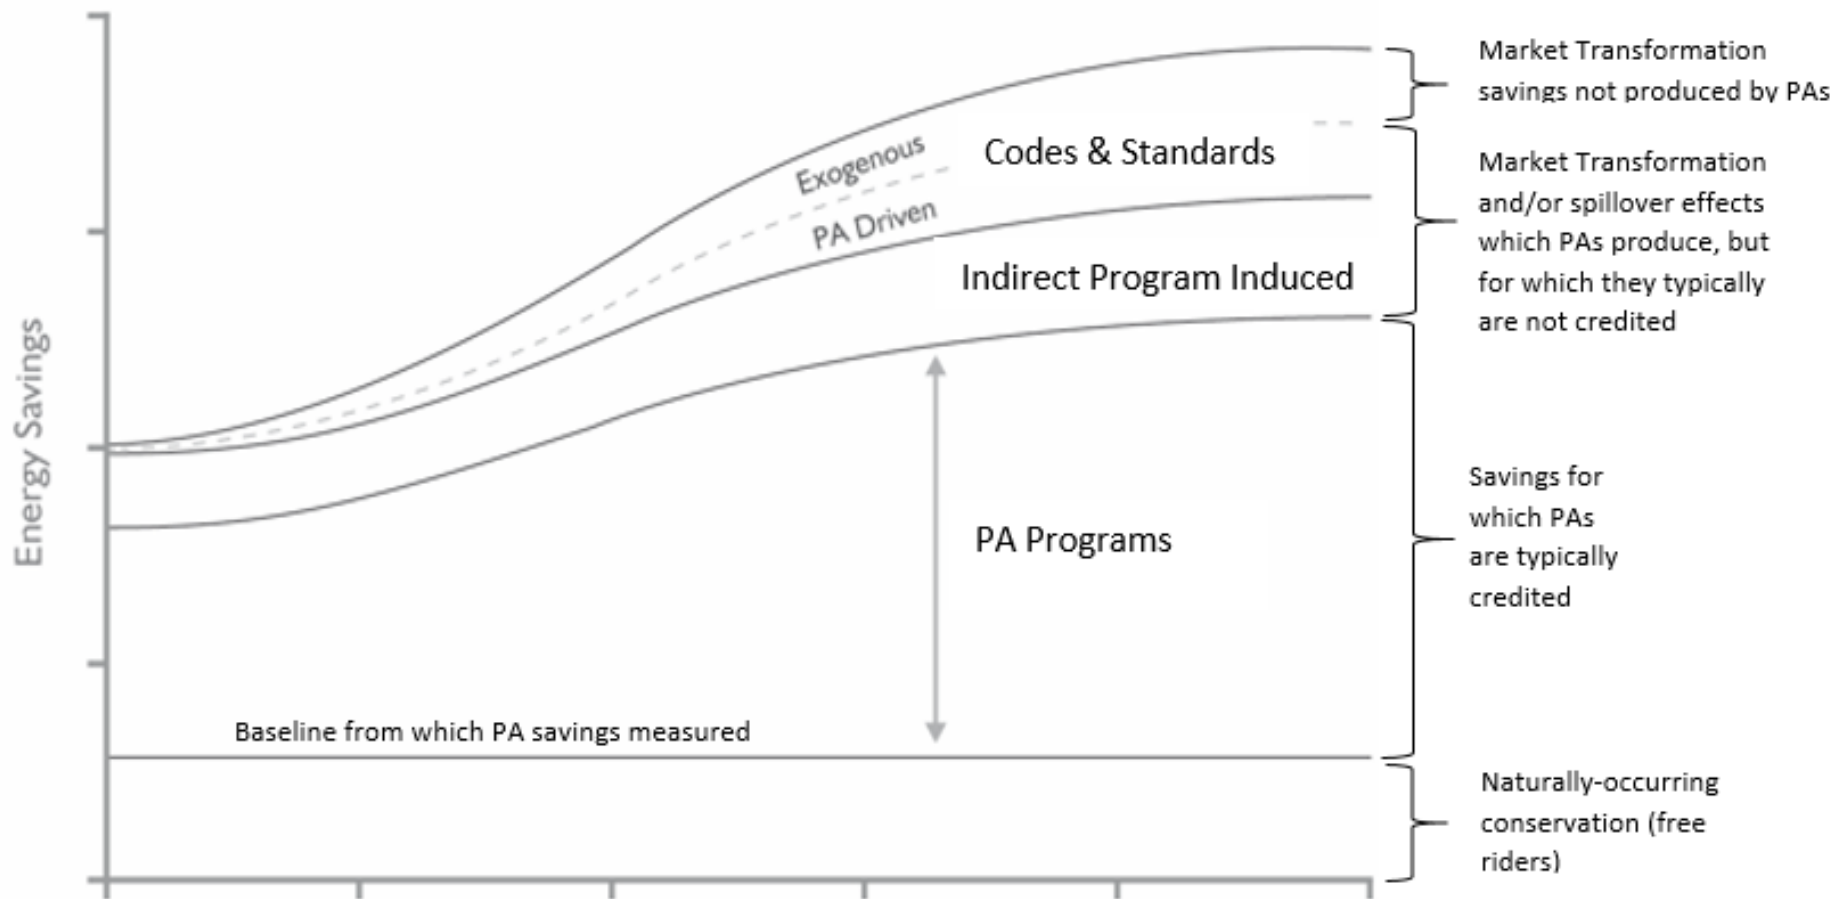 Market Transformation
savings not produced by PAs
Exogenous
Codes & Standards
Market Transformation
and/or spillover effects
which PAs produce, but
for which they typically
are not credited
PA Driven
Indirect Program Induced
Energy Savings
Savings for
which PAs
are typically
credited
PA Programs
Baseline from which PA savings measured
Naturally-occurring
conservation (free
riders)